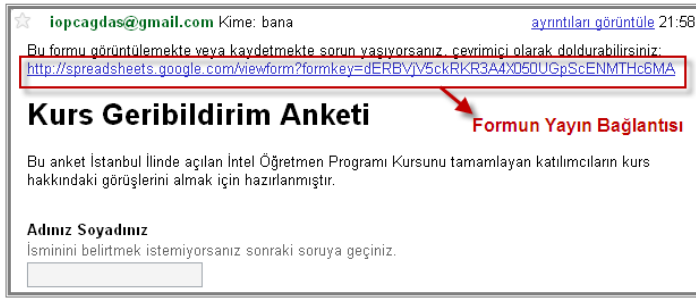 iopcagdas@gmail.com Kime: bana ayrıntıları görüntüle 21:58
Bu formu görüntülemekte veya kaydetmekte sorun yaşıyorsanız, çevrimiçi olarak doldurabilirsiniz:
http://spreadsheets.google.com/viewform?formkey=dERBVjV5ckRKR3A4X050UGpScENMTHc6MA
Kurs Geribildirim Anketi
Formun Yayın Bağlantısı
Bu anket İstanbul İlinde açılan İntel Öğretmen Programı Kursunu tamamlayan katılımcıların kurs
hakkındaki görüşlerini almak için hazırlanmıştır.
Adınız Soyadınız
İsminini belirtmek istemiyorsanız sonraki soruya geçiniz.